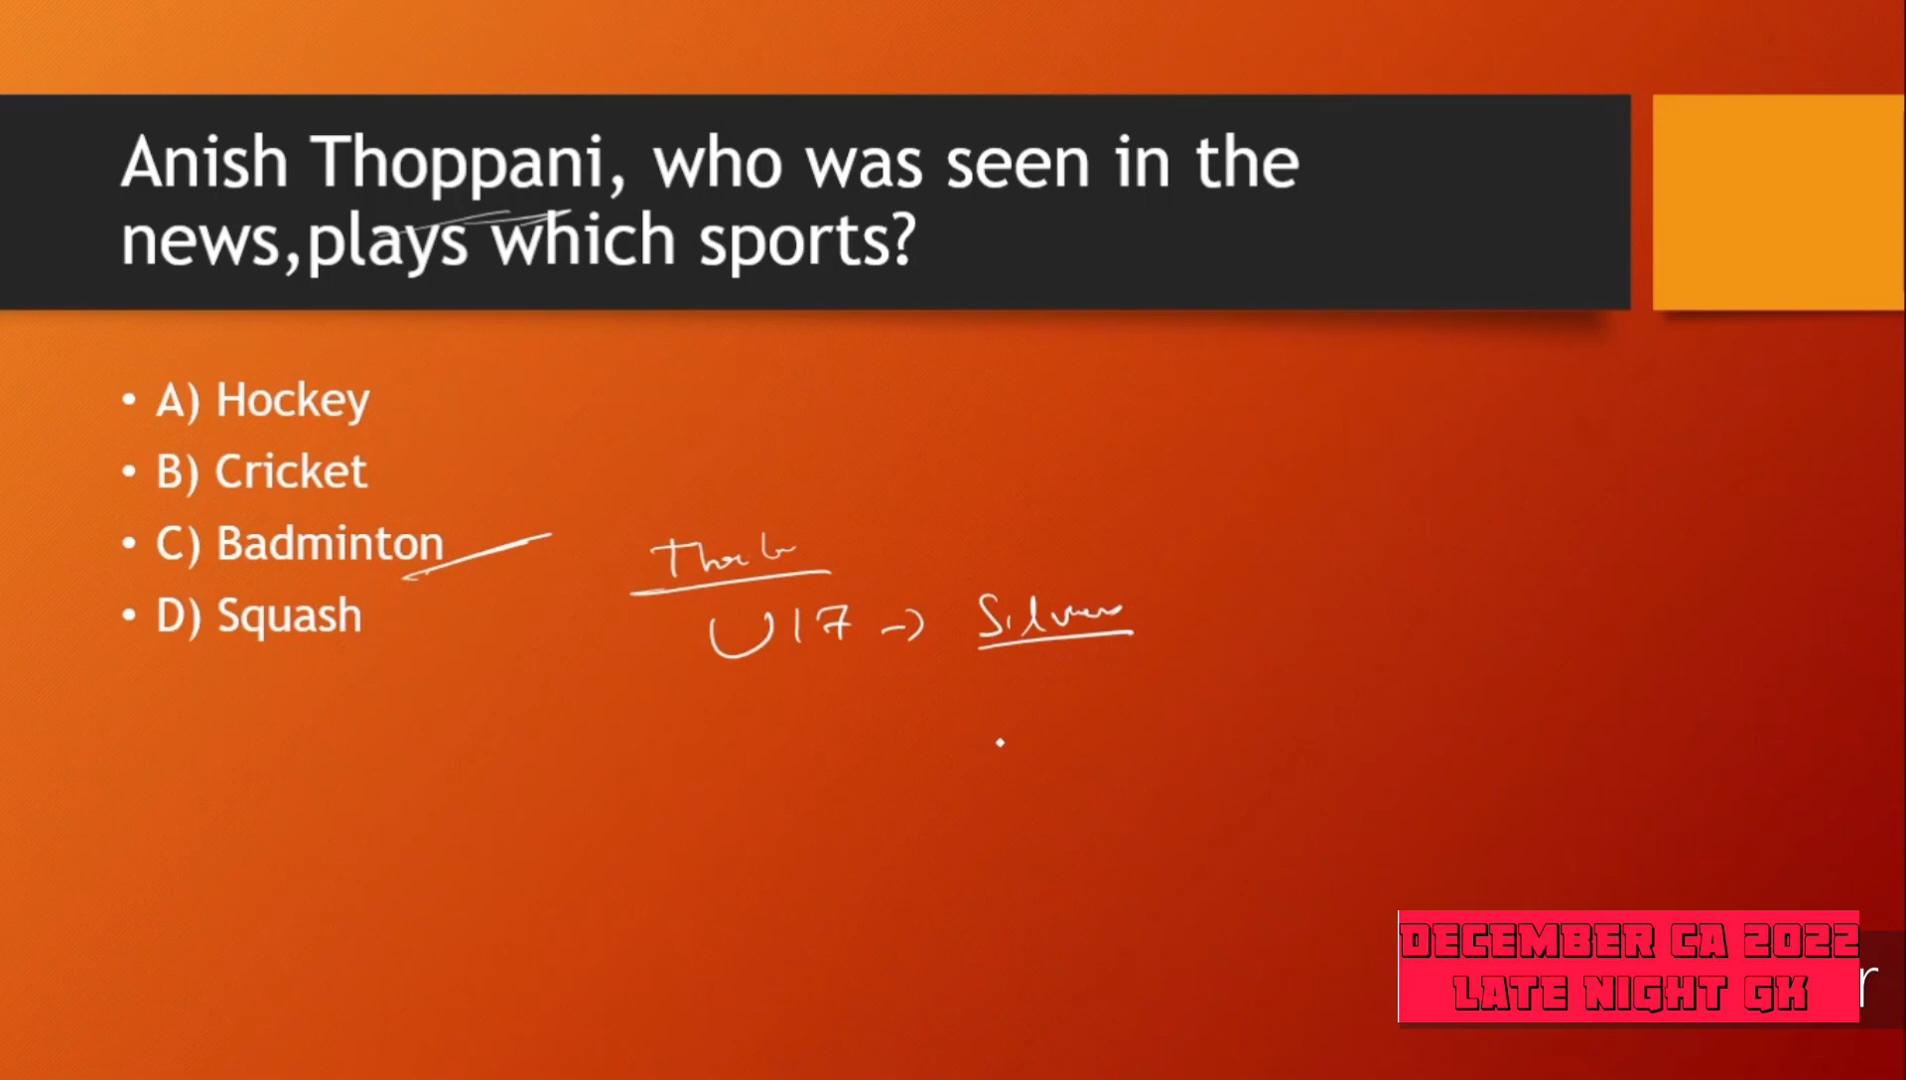 Anish Thoppani, who was seen in the
news,plays which sports?
• A) Hockey
• B) Cricket
• C) Badminton
• D) Squash
U17 → Silver
DECEMBER CA 2022
LATE NIGHT GK
r